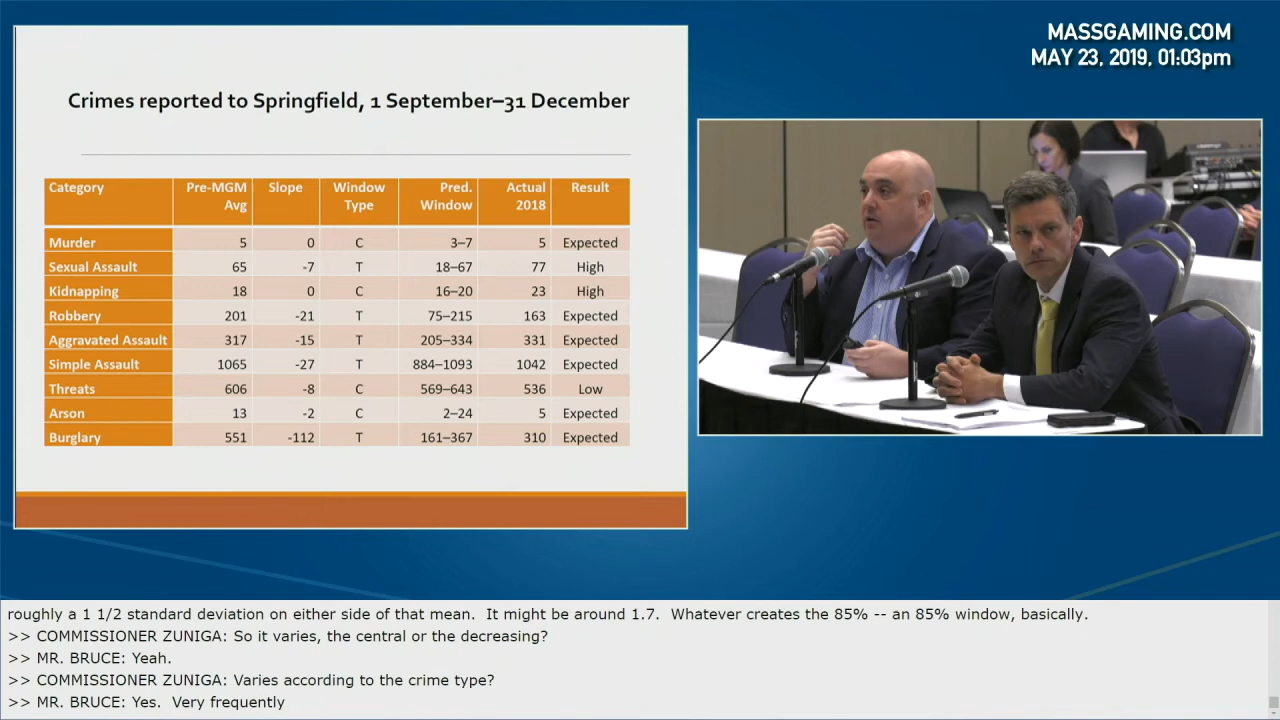 MASSGAMING.COM
MAY 23, 2019, 01:03pm
Crimes reported to Springfield, 1 September–31 December
Category Pre-MGM Avg Slope Window Type Pred. Window Actual 2018 Result
Murder 5 0 C 3–7 5 Expected
Sexual Assault 65 -7 T 18–67 77 High
Kidnapping 18 0 C 16–20 23 High
Robbery 201 -21 T 75–215 163 Expected
Aggravated Assault 317 -15 T 205–334 331 Expected
Simple Assault 1065 -27 T 884–1093 1042 Expected
Threats 606 -8 C 569–643 536 Low
Arson 13 -2 C 2–24 5 Expected
Burglary 551 -112 T 161–367 310 Expected
roughly a 1 1/2 standard deviation on either side of that mean.  It might be around 1.7.  Whatever creates the 85% -- an 85% window, basically.
>> COMMISSIONER ZUNIGA: So it varies, the central or the decreasing?
>> MR. BRUCE: Yeah.
>> COMMISSIONER ZUNIGA: Varies according to the crime type?
>> MR. BRUCE: Yes.  Very frequently